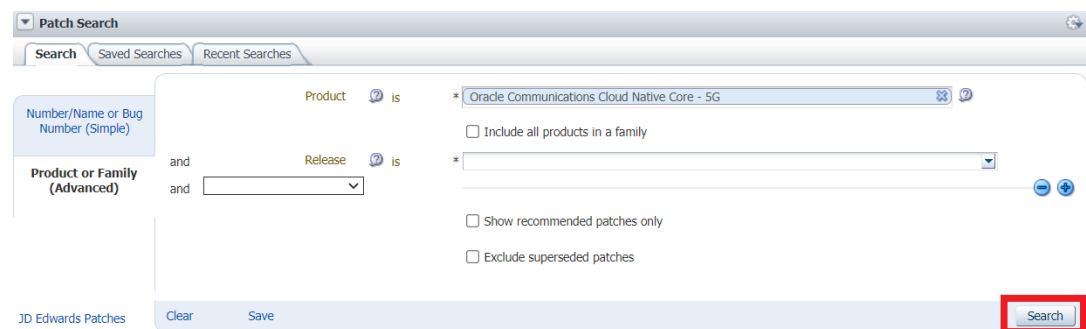 Patch Search
Search Saved Searches Recent Searches
Number/Name or Bug Number (Simple)
Product or Family (Advanced)
JD Edwards Patches
Product is * Oracle Communications Cloud Native Core - 5G
Include all products in a family
and Release is *
and
Show recommended patches only
Exclude superseded patches
Clear Save Search